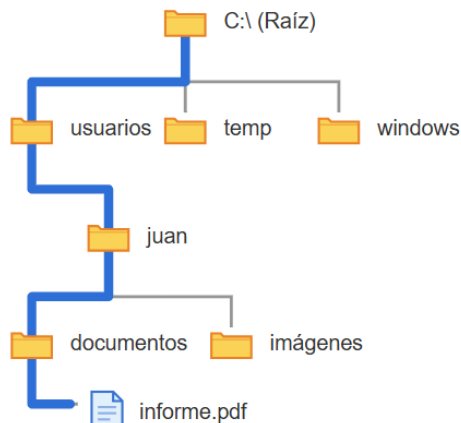 C:\ (Raíz)
usuarios temp windows
juan
documentos imágenes
informe.pdf